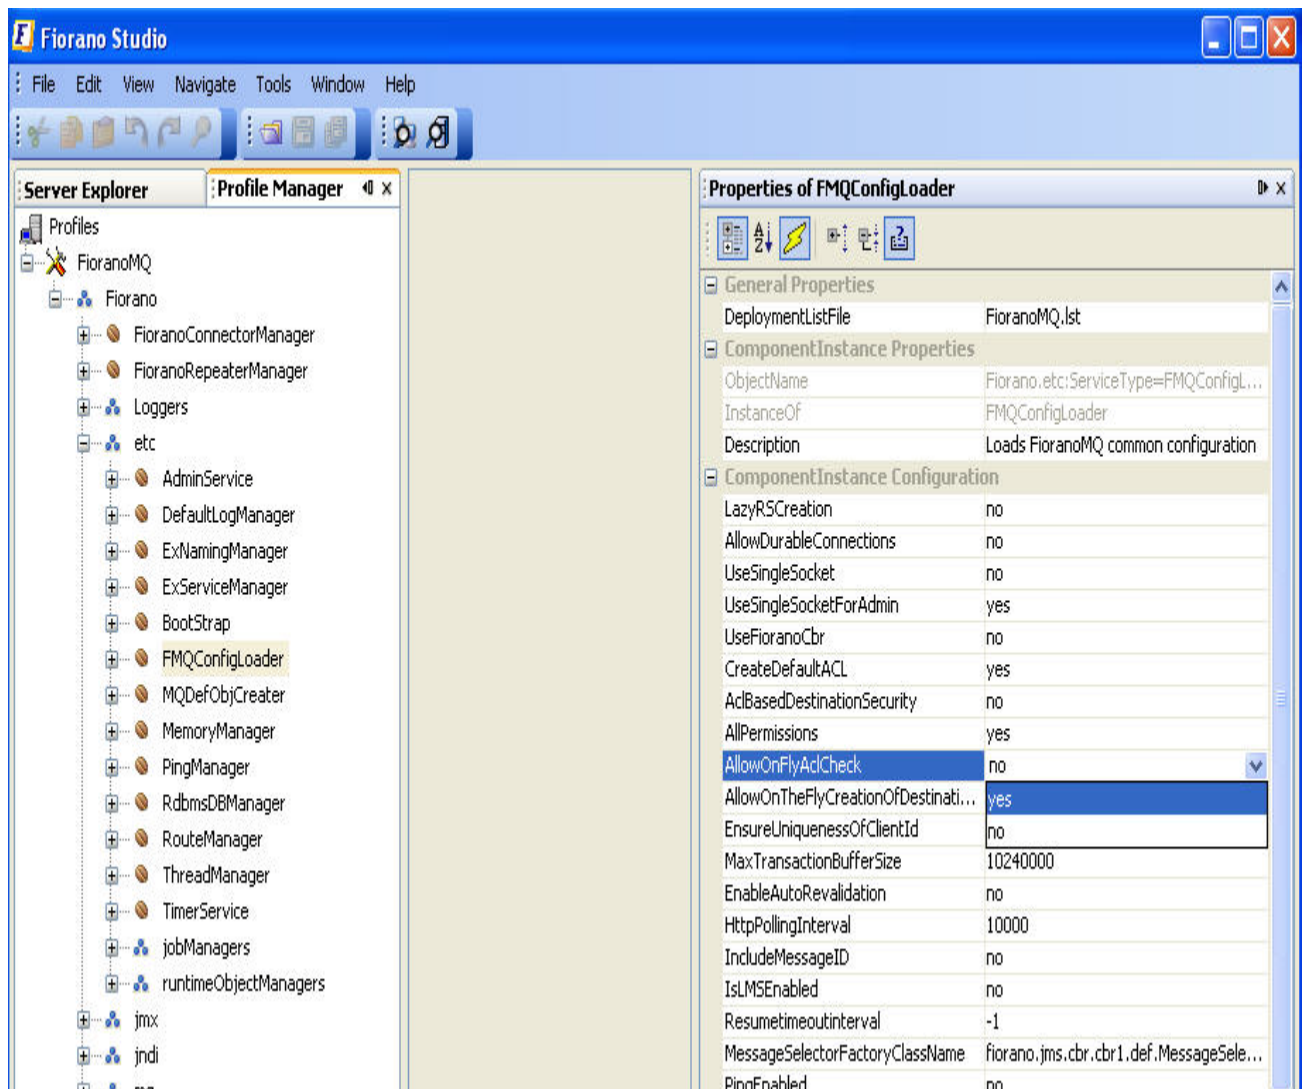 Fiorano Studio
File Edit View Navigate Tools Window Help
Server Explorer
Profile Manager
Profiles
FioranoMQ
Fiorano
FioranoConnectorManager
FioranoRepeaterManager
Loggers
etc
AdminService
DefaultLogManager
ExNamingManager
ExServiceManager
BootStrap
FMQConfigLoader
MQDefObjCreater
MemoryManager
PingManager
RdbmsDBManager
RouteManager
ThreadManager
TimerService
jobManagers
runtimeObjectManagers
jmx
jndi
Properties of FMQConfigLoader
General Properties
DeploymentListFile FioranoMQ.lst
ComponentInstance Properties
ObjectName Fiorano.etc:ServiceType=FMQConfigL...
InstanceOf FMQConfigLoader
Description Loads FioranoMQ common configuration
ComponentInstance Configuration
LazyRSCreation no
AllowDurableConnections no
UseSingleSocket no
UseSingleSocketForAdmin yes
UseFioranoCbr no
CreateDefaultACL yes
AclBasedDestinationSecurity no
AllPermissions yes
AllowOnFlyAclCheck no
AllowOnTheFlyCreationOfDestinati... yes
EnsureUniquenessOfClientId no
MaxTransactionBufferSize 10240000
EnableAutoRevalidation no
HttpPollingInterval 10000
IncludeMessageID no
IsLMSEnabled no
Resumetimeoutinterval -1
MessageSelectorFactoryClassName fiorano.jms.cbr.cbr1.def.MessageSele...
PingEnabled no